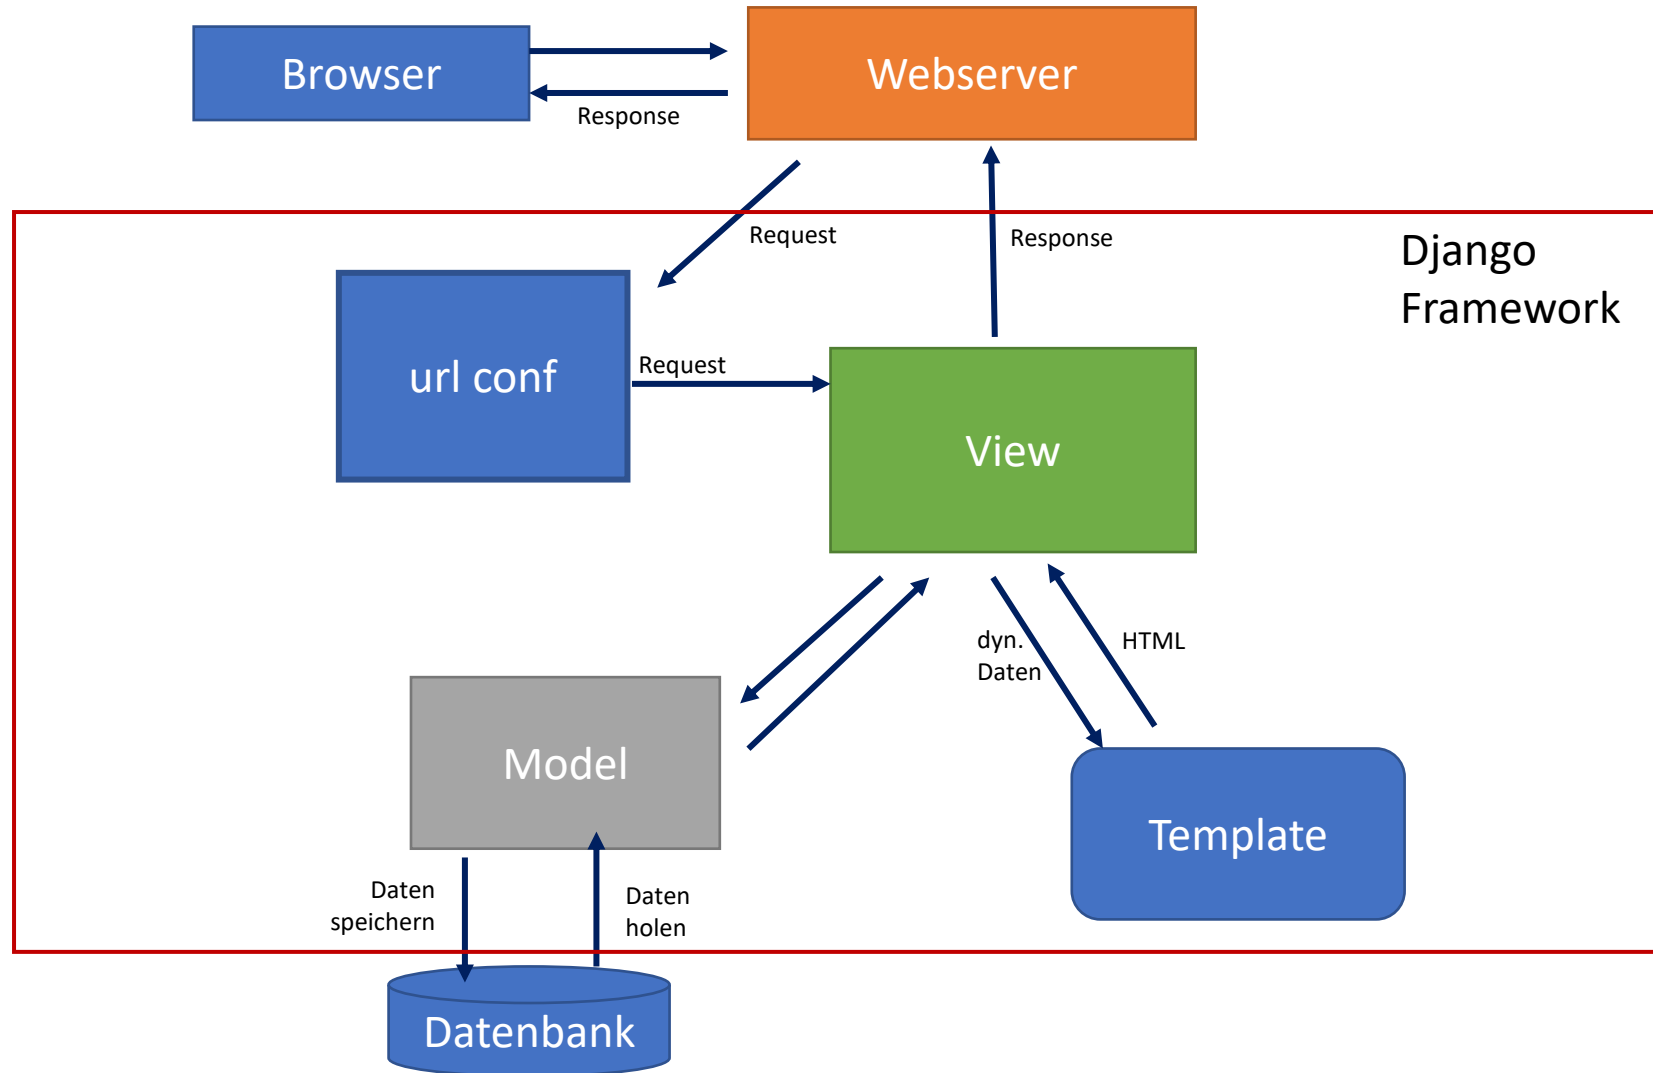 Browser
Webserver
Response
Request
Response
Django
Framework
url conf
Request
View
dyn.
Daten
HTML
Model
Template
Daten
speichern
Daten
holen
Datenbank